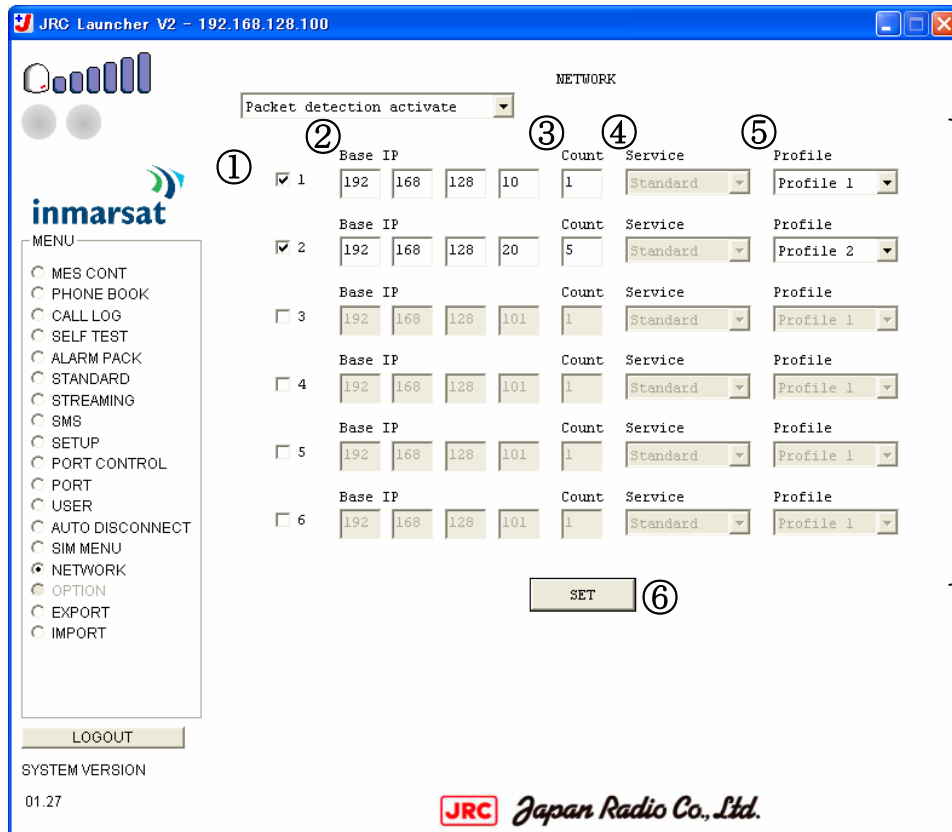 JRC Launcher V2 - 192.168.128.100
NETWORK
Packet detection activate
① ② ③ ④ ⑤
Base IP Count Service Profile
1 192 168 128 10 1 Standard Profile 1
Base IP Count Service Profile
2 192 168 128 20 5 Standard Profile 2
Base IP Count Service Profile
3 192 168 128 101 1 Standard Profile 1
Base IP Count Service Profile
4 192 168 128 101 1 Standard Profile 1
Base IP Count Service Profile
5 192 168 128 101 1 Standard Profile 1
Base IP Count Service Profile
6 192 168 128 101 1 Standard Profile 1
SET ⑥
inmarsat
MENU
MES CONT
PHONE BOOK
CALL LOG
SELF TEST
ALARM PACK
STANDARD
STREAMING
SMS
SETUP
PORT CONTROL
PORT
USER
AUTO DISCONNECT
SIM MENU
NETWORK
OPTION
EXPORT
IMPORT
LOGOUT
SYSTEM VERSION
01.27
JRC Japan Radio Co., Ltd.